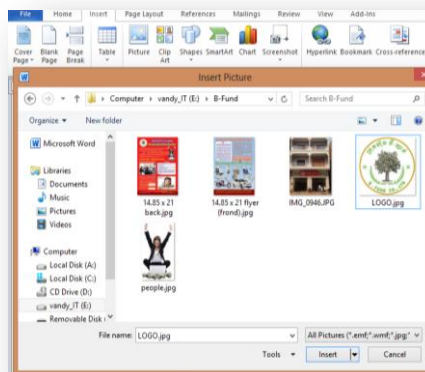 File Home Insert Page Layout References Mailings Review View Add-Ins
Cover Page Blank Page Page Break Table Picture Clip Art Shapes SmartArt Chart Screenshot Hyperlink Bookmark Cross-reference
Insert Picture
Computer vandy_IT (E:) B-Fund Search B-Fund
Organize New folder
Microsoft Word
Libraries
Documents
Music
Pictures
Videos
Computer
Local Disk (A:)
Local Disk (C:)
CD Drive (D:)
vandy_IT (E:)
Removable Disk
14.85 x 21 back.jpg
14.85 x 21 flyer (frond).jpg
IMG_0946.JPG
LOGO.jpg
people.jpg
File name: LOGO.jpg All Pictures (*.emf;*.wmf;*.jpg;*
Tools Insert Cancel